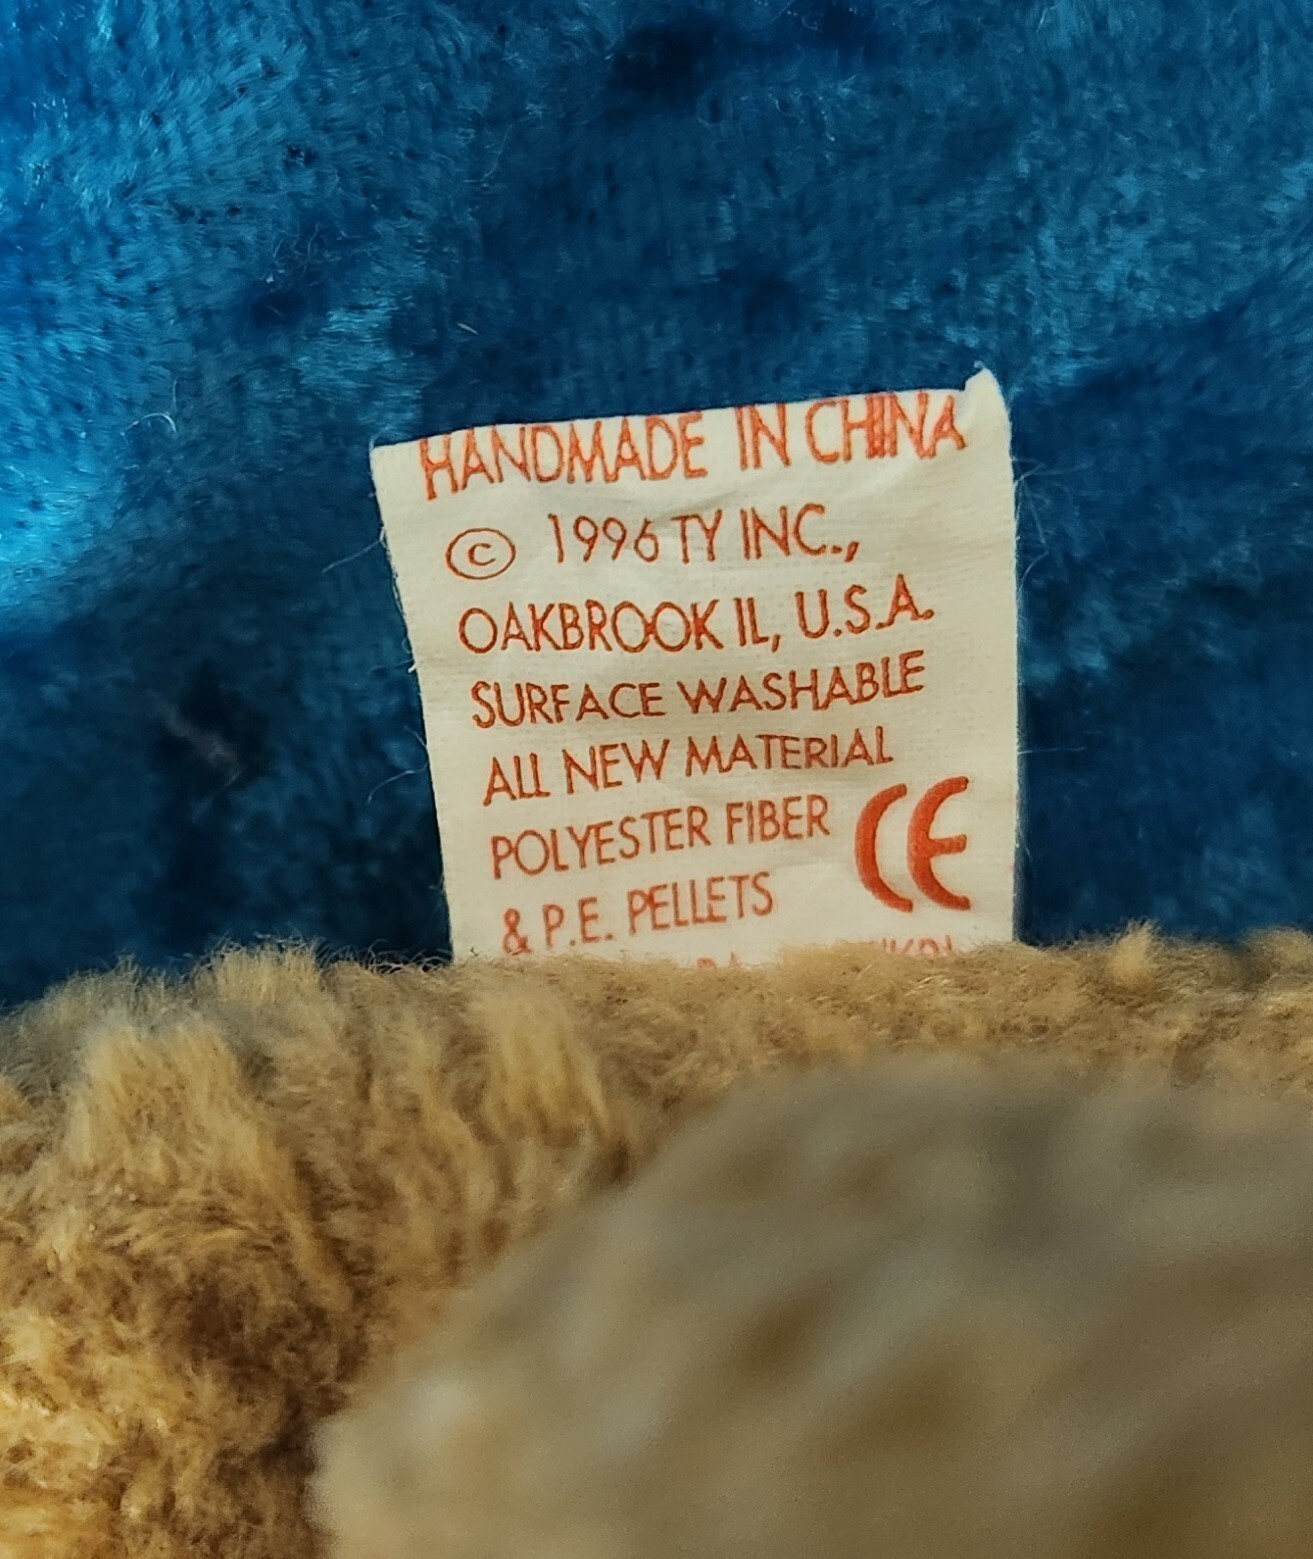 HANDMADE IN CHINA
© 1996 TY INC.,
OAKBROOK IL, U.S.A.
SURFACE WASHABLE
ALL NEW MATERIAL
POLYESTER FIBER
& P.E. PELLETS
CE